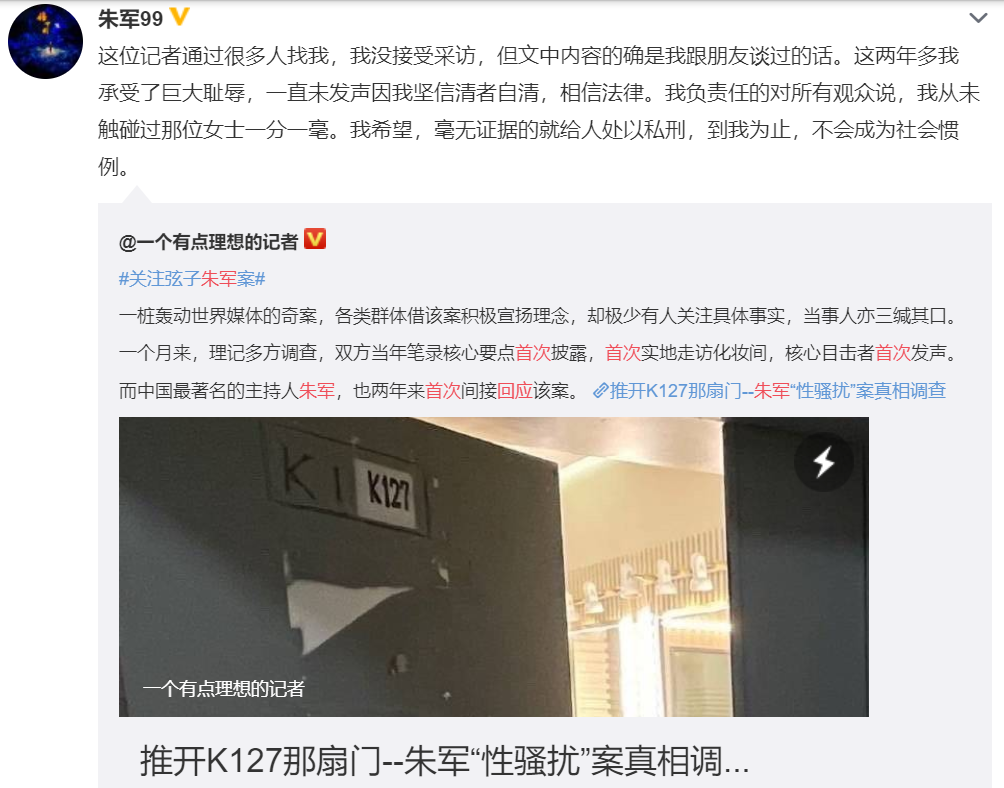 朱军99
这位记者通过很多人找我，我没接受采访，但文中内容的确是我跟朋友谈过的话。这两年多我
承受了巨大耻辱，一直未发声因我坚信清者自清，相信法律。我负责任的对所有观众说，我从未
触碰过那位女士一分一毫。我希望，毫无证据的就给人处以私刑，到我为止，不会成为社会惯
例。
@一个有点理想的记者
#关注弦子朱军案#
一桩轰动世界媒体的奇案，各类群体借该案积极宣扬理念，却极少有人关注具体事实，当事人亦三缄其口。
一个月来，理记多方调查，双方当年笔录核心要点首次披露，首次实地走访化妆间，核心目击者首次发声。
而中国最著名的主持人朱军，也两年来首次间接回应该案。 推开K127那扇门--朱军“性骚扰”案真相调查
K1 K127
一个有点理想的记者
推开K127那扇门--朱军“性骚扰”案真相调...